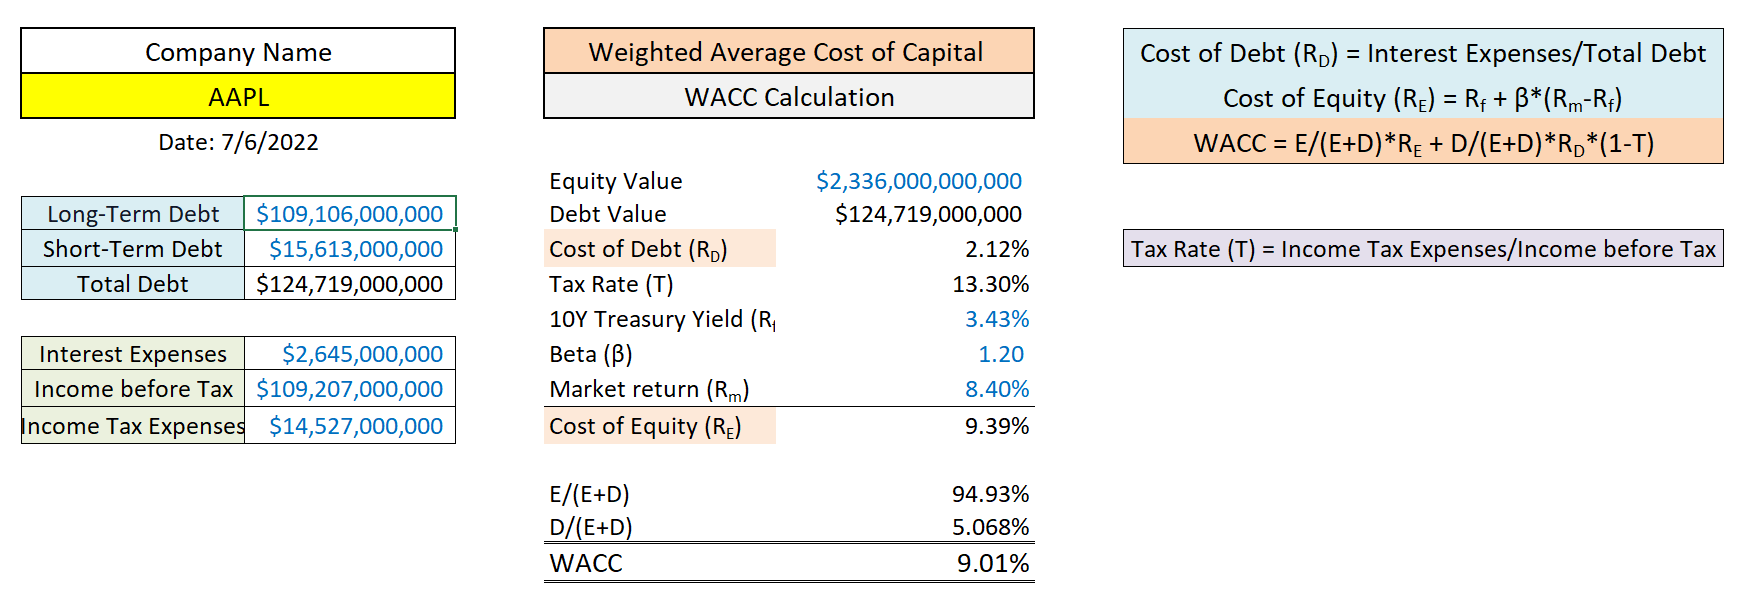 Company Name
AAPL
Date: 7/6/2022
Long-Term Debt $109,106,000,000
Short-Term Debt $15,613,000,000
Total Debt $124,719,000,000
Interest Expenses $2,645,000,000
Income before Tax $109,207,000,000
Income Tax Expenses $14,527,000,000
Weighted Average Cost of Capital
WACC Calculation
Equity Value $2,336,000,000,000
Debt Value $124,719,000,000
Cost of Debt (R_D) 2.12%
Tax Rate (T) 13.30%
10Y Treasury Yield (R_f 3.43%
Beta (β) 1.20
Market return (R_m) 8.40%
Cost of Equity (R_E) 9.39%
E/(E+D) 94.93%
D/(E+D) 5.068%
WACC 9.01%
Cost of Debt (R_D) = Interest Expenses/Total Debt
Cost of Equity (R_E) = R_f + β*(R_m-R_f)
WACC = E/(E+D)*R_E + D/(E+D)*R_D*(1-T)
Tax Rate (T) = Income Tax Expenses/Income before Tax